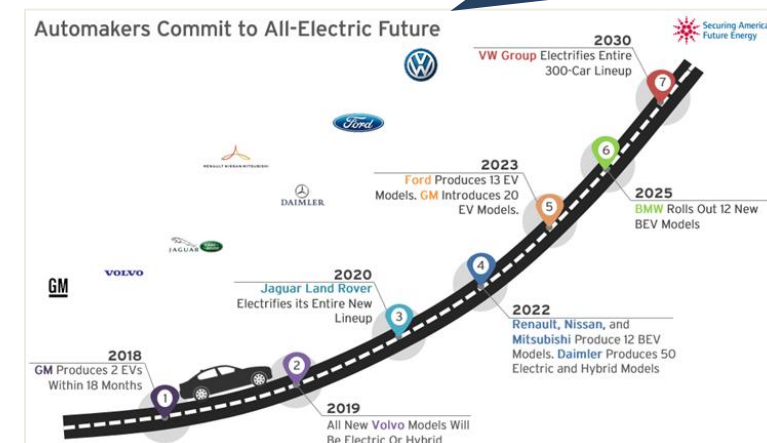 Automakers Commit to All-Electric Future
Securing America
Future Energy
2030
VW Group Electrifies Entire
300-Car Lineup
7
Ford
RENAULT NISSAN MITSUBISHI
DAIMLER
JAGUAR
GM
VOLVO
6
2025
BMW Rolls Out 12 New
BEV Models
2023
Ford Produces 13 EV
Models. GM Introduces 20
EV Models.
5
4
2022
Renault, Nissan, and
Mitsubishi Produce 12 BEV
Models. Daimler Produces 50
Electric and Hybrid Models
2020
Jaguar Land Rover
Electrifies its Entire New
Lineup
3
2018
GM Produces 2 EVs
Within 18 Months
1
2
2019
All New Volvo Models Will
Be Electric Or Hybrid